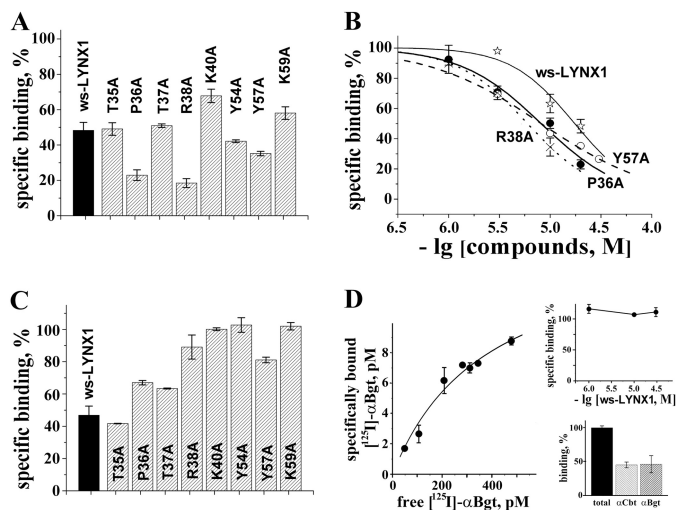 A
specific binding, %
100
80
60
40
20
0
ws-LYNX1
T35A
P36A
T37A
R38A
K40A
Y54A
Y57A
K59A
B
specific binding, %
100
80
60
40
20
0
ws-LYNX1
R38A
Y57A
P36A
6.5 6.0 5.5 5.0 4.5 4.0
- lg [compounds, M]
C
specific binding, %
120
100
80
60
40
20
0
ws-LYNX1
T35A
P36A
T37A
R38A
K40A
Y54A
Y57A
K59A
D
specifically bound
[¹²⁵I]-αBgt, pM
10
8
6
4
2
0
0 200 400
free [¹²⁵I]-αBgt, pM
specific binding, %
100
50
0
6.0 5.0 4.5
- lg [ws-LYNX1, M]
binding, %
100
50
0
total αCbt αBgt